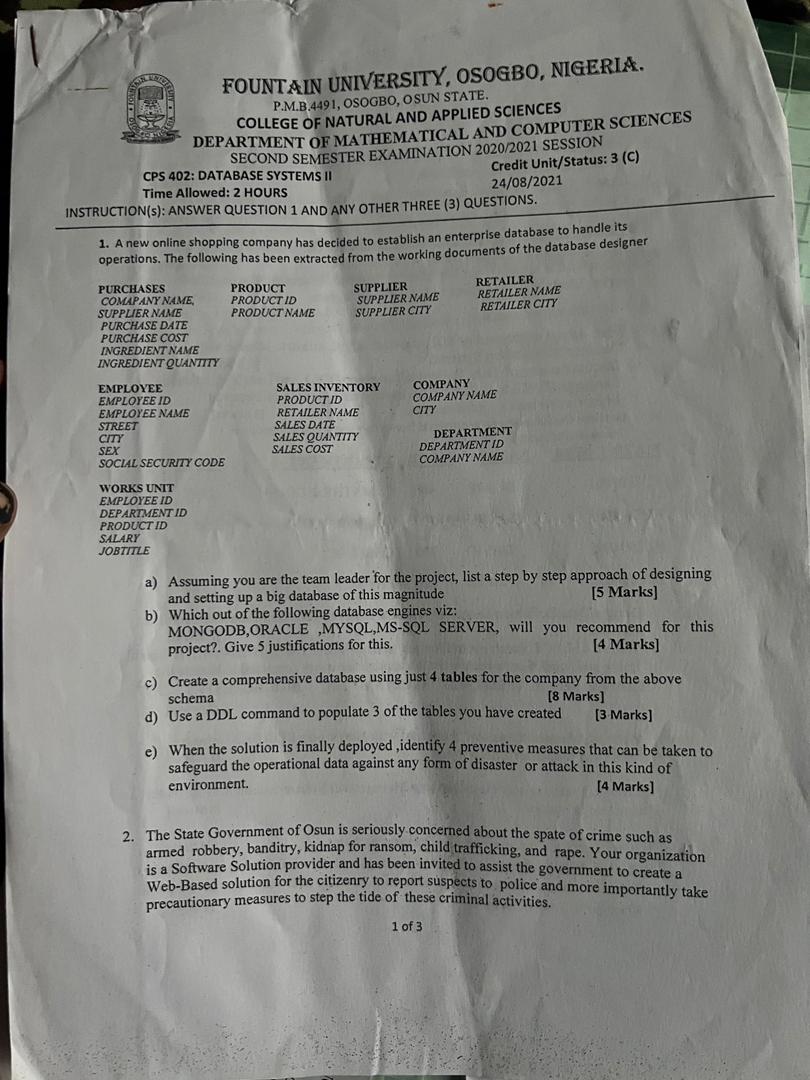 FOUNTAIN UNIVERSITY, OSOGBO, NIGERIA.
P.M.B.4491, OSOGBO, OSUN STATE.
COLLEGE OF NATURAL AND APPLIED SCIENCES
DEPARTMENT OF MATHEMATICAL AND COMPUTER SCIENCES
SECOND SEMESTER EXAMINATION 2020/2021 SESSION
CPS 402: DATABASE SYSTEMS II Credit Unit/Status: 3 (C)
Time Allowed: 2 HOURS 24/08/2021
INSTRUCTION(s): ANSWER QUESTION 1 AND ANY OTHER THREE (3) QUESTIONS.
1. A new online shopping company has decided to establish an enterprise database to handle its
operations. The following has been extracted from the working documents of the database designer
PURCHASES PRODUCT SUPPLIER RETAILER
COMAPANY NAME, PRODUCT ID SUPPLIER NAME RETAILER NAME
SUPPLIER NAME PRODUCT NAME SUPPLIER CITY RETAILER CITY
PURCHASE DATE
PURCHASE COST
INGREDIENT NAME
INGREDIENT QUANTITY
EMPLOYEE SALES INVENTORY COMPANY
EMPLOYEE ID PRODUCT ID COMPANY NAME
EMPLOYEE NAME RETAILER NAME CITY
STREET SALES DATE
CITY SALES QUANTITY DEPARTMENT
SEX SALES COST DEPARTMENT ID
SOCIAL SECURITY CODE COMPANY NAME
WORKS UNIT
EMPLOYEE ID
DEPARTMENT ID
PRODUCT ID
SALARY
JOBTITLE
a) Assuming you are the team leader for the project, list a step by step approach of designing
and setting up a big database of this magnitude [5 Marks]
b) Which out of the following database engines viz:
MONGODB,ORACLE ,MYSQL,MS-SQL SERVER, will you recommend for this
project?. Give 5 justifications for this. [4 Marks]
c) Create a comprehensive database using just 4 tables for the company from the above
schema [8 Marks]
d) Use a DDL command to populate 3 of the tables you have created [3 Marks]
e) When the solution is finally deployed ,identify 4 preventive measures that can be taken to
safeguard the operational data against any form of disaster or attack in this kind of
environment. [4 Marks]
2. The State Government of Osun is seriously concerned about the spate of crime such as
armed robbery, banditry, kidnap for ransom, child trafficking, and rape. Your organization
is a Software Solution provider and has been invited to assist the government to create a
Web-Based solution for the citizenry to report suspects to police and more importantly take
precautionary measures to step the tide of these criminal activities.
1 of 3